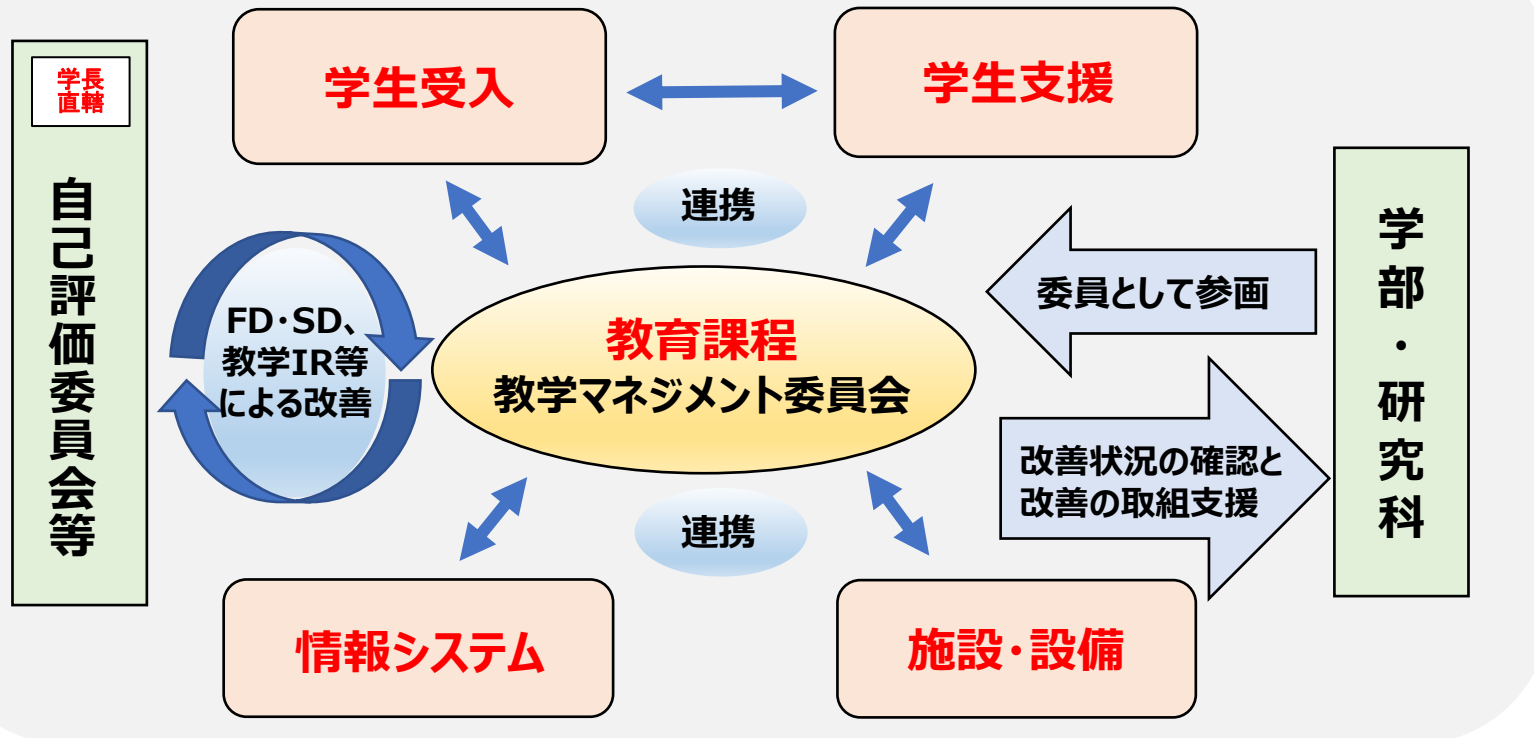 学長
直轄
自己評価委員会等
学生受入
学生支援
連携
FD・SD、
教学IR等
による改善
教育課程
教学マネジメント委員会
委員として参画
改善状況の確認と
改善の取組支援
学部・研究科
連携
情報システム
施設・設備